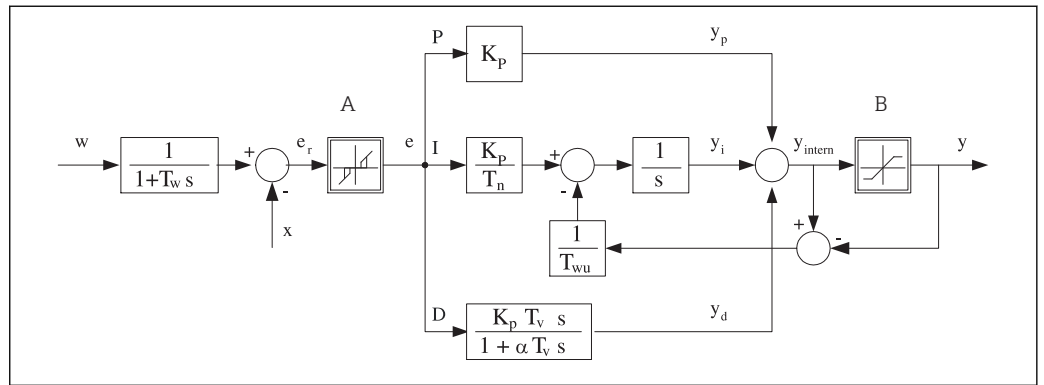 P
K_P
y_p
A
B
w
1
1+T_w s
+
-
x
e_r
e
I
K_P
T_n
+
-
1
s
y_i
y_intern
y
1
T_wu
+
-
D
K_p T_v s
1 + α T_v s
y_d